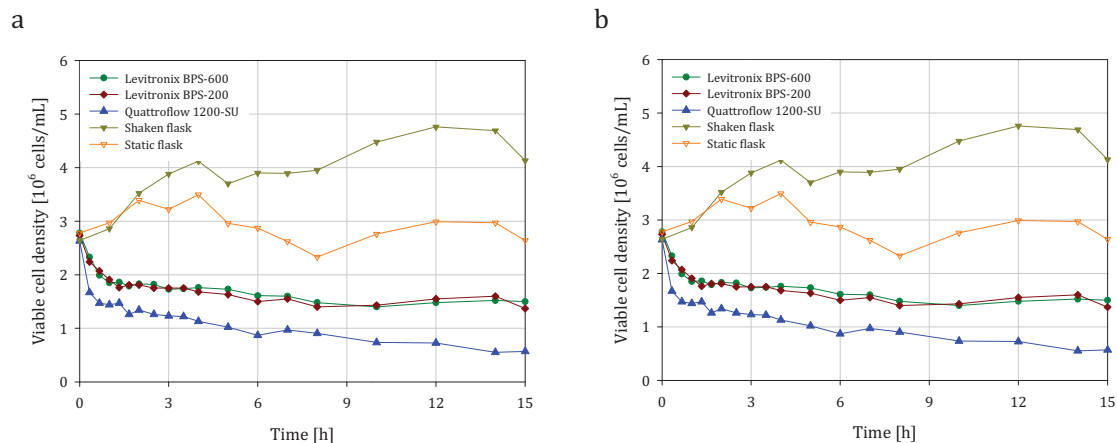 a
Viable cell density [10⁶ cells/mL]
6
5
4
3
2
1
0
Levitronix BPS-600
Levitronix BPS-200
Quattroflow 1200-SU
Shaken flask
Static flask
0 3 6 9 12 15
Time [h]
b
Viable cell density [10⁶ cells/mL]
6
5
4
3
2
1
0
Levitronix BPS-600
Levitronix BPS-200
Quattroflow 1200-SU
Shaken flask
Static flask
0 3 6 9 12 15
Time [h]